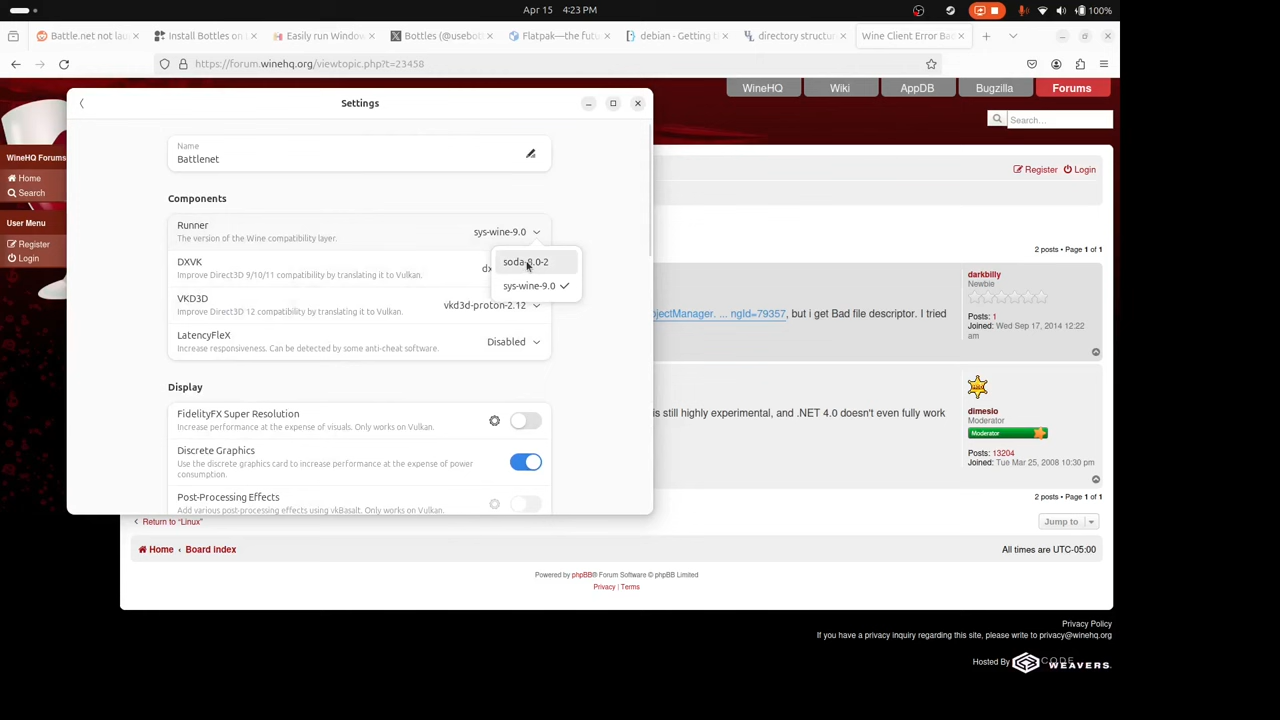 Apr 15 4:23 PM
100%
Battle.net not lau
Install Bottles on L
Easily run Window
Bottles (@usebot
Flatpak—the futu
debian - Getting t
directory structur
Wine Client Error Ba
https://forum.winehq.org/viewtopic.php?t=23458
WineHQ
Wiki
AppDB
Bugzilla
Forums
Search…
WineHQ Forums
Home
Search
User Menu
Register
Login
Register
Login
Settings
Name
Battlenet
Components
Runner
The version of the Wine compatibility layer.
sys-wine-9.0
soda-8.0-2
sys-wine-9.0
DXVK
Improve Direct3D 9/10/11 compatibility by translating it to Vulkan.
dx
VKD3D
Improve Direct3D 12 compatibility by translating it to Vulkan.
vkd3d-proton-2.12
LatencyFleX
Increase responsiveness. Can be detected by some anti-cheat software.
Disabled
Display
FidelityFX Super Resolution
Increase performance at the expense of visuals. Only works on Vulkan.
Discrete Graphics
Use the discrete graphics card to increase performance at the expense of power
consumption.
Post-Processing Effects
Add various post-processing effects using vkBasalt. Only works on Vulkan.
2 posts • Page 1 of 1
ojectManager. ... ngId=79357, but i get Bad file descriptor. I tried
darkbilly
Newbie
Posts: 1
Joined: Wed Sep 17, 2014 12:22
am
is still highly experimental, and .NET 4.0 doesn't even fully work
dimesio
Moderator
Moderator
Posts: 13204
Joined: Tue Mar 25, 2008 10:30 pm
2 posts • Page 1 of 1
Return to “Linux”
Jump to
Home ‹ Board index
All times are UTC-05:00
Powered by phpBB® Forum Software © phpBB Limited
Privacy | Terms
Privacy Policy
If you have a privacy inquiry regarding this site, please write to privacy@winehq.org
Hosted By CODE WEAVERS